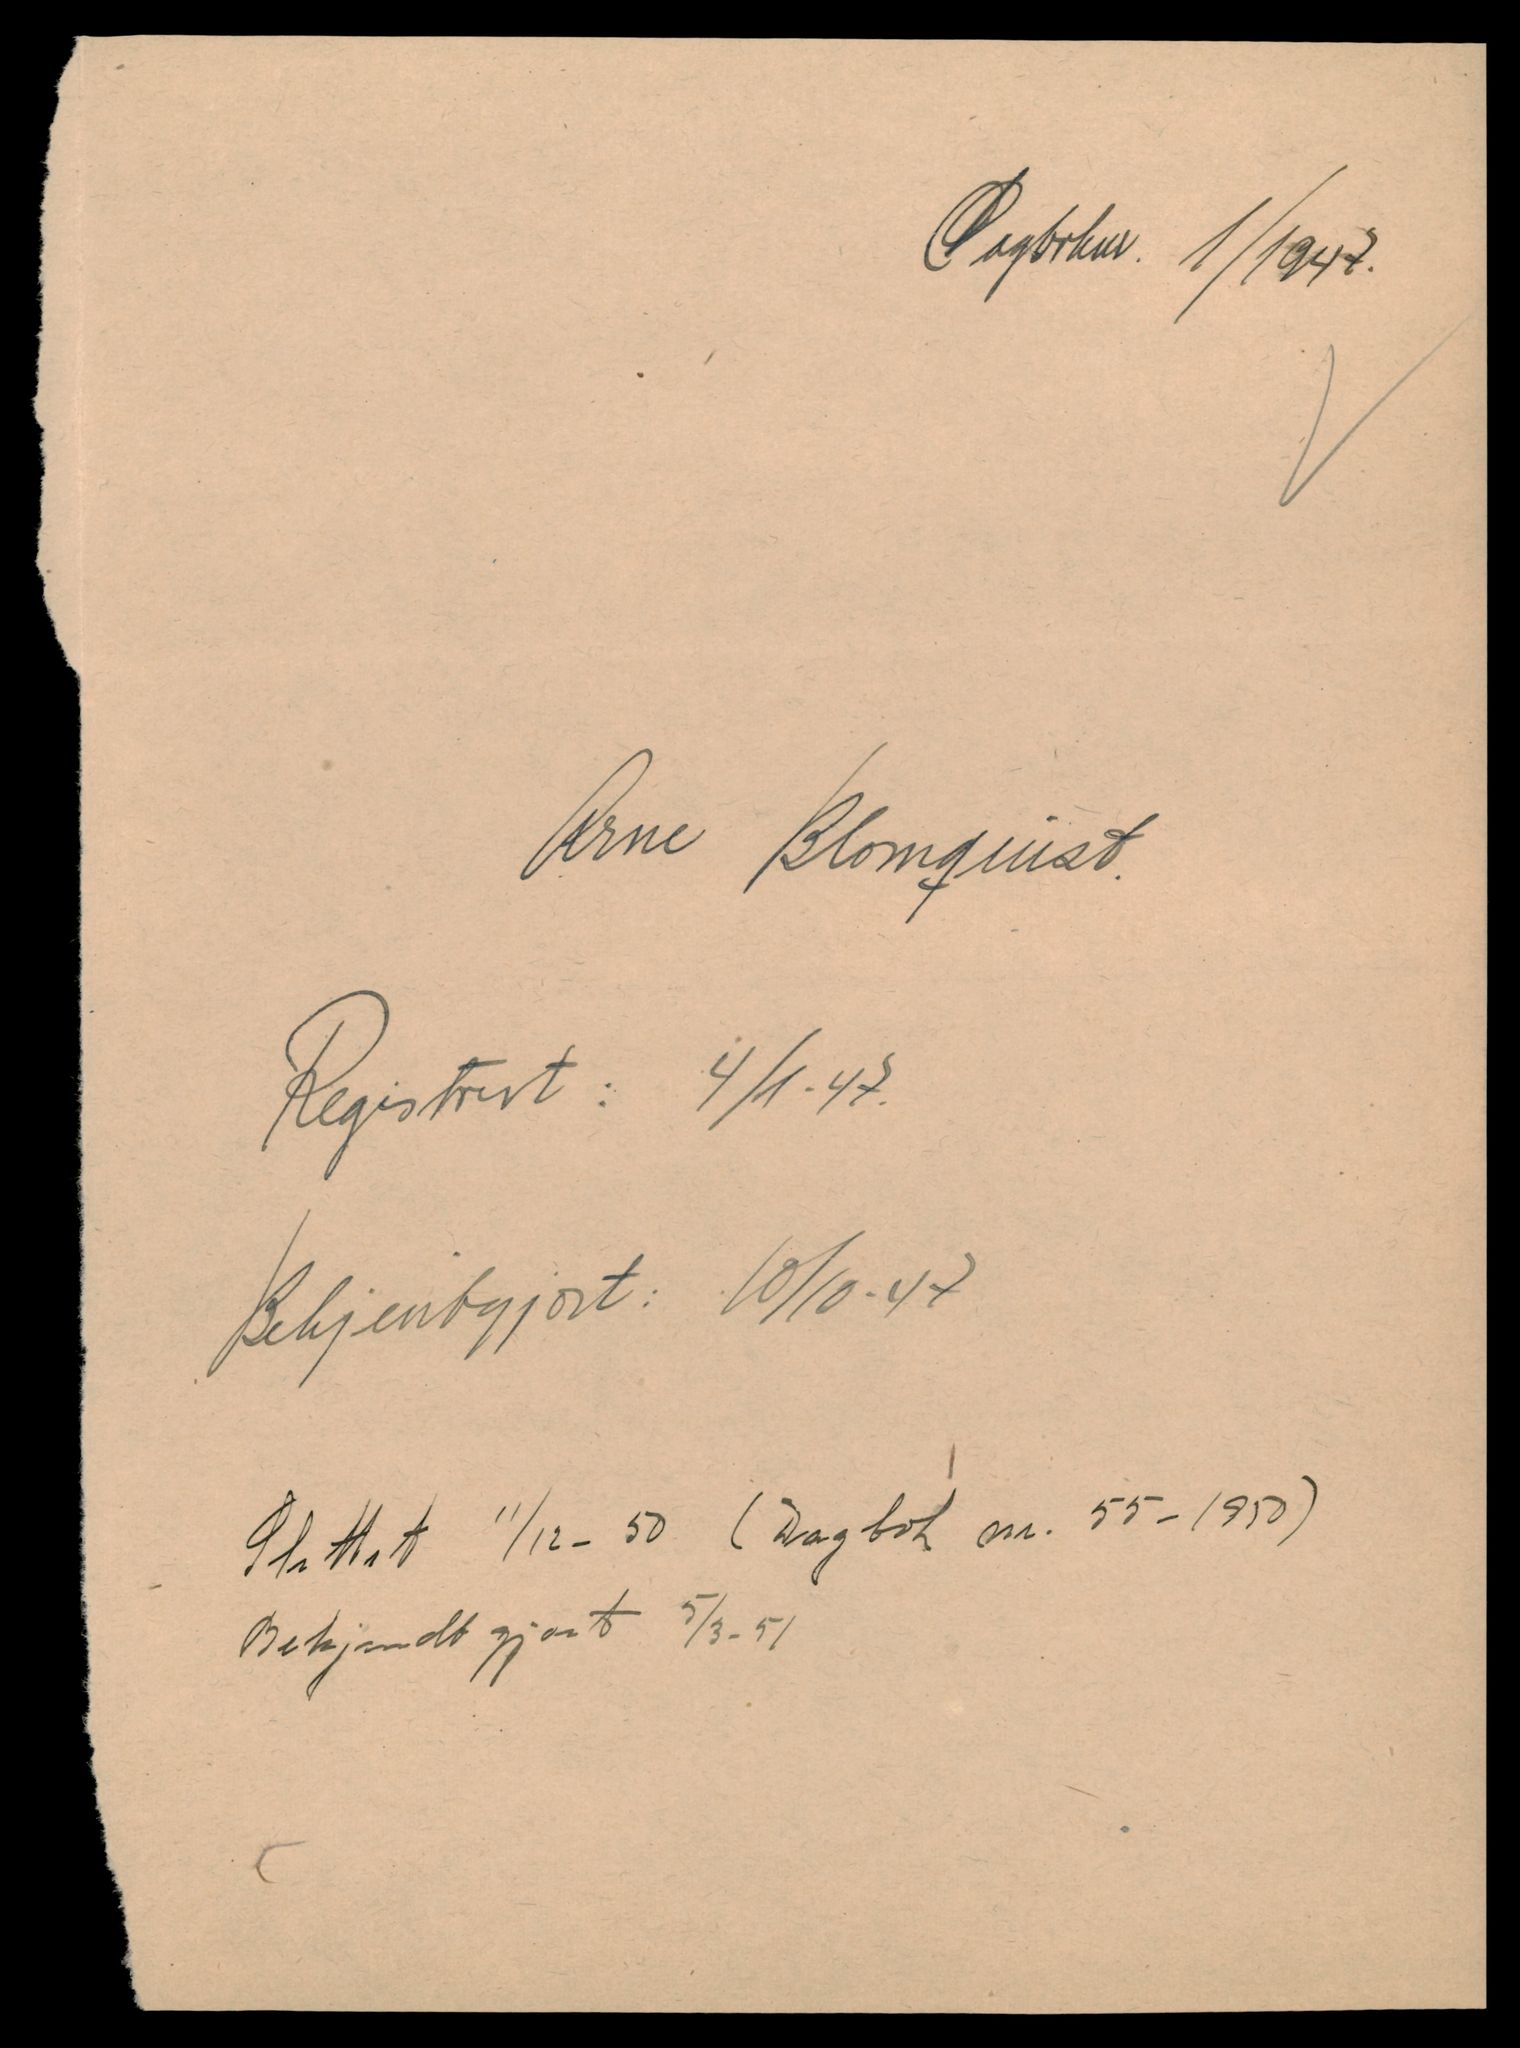 Dagboknr. 1/1947.
Arne Blomquist.
Registrert: 4/1-47.
Bekjentgjort: 10/10-47
Slettet 11/12-50 (Dagbok nr. 55-1950)
Bekjendtgjort 5/3-51